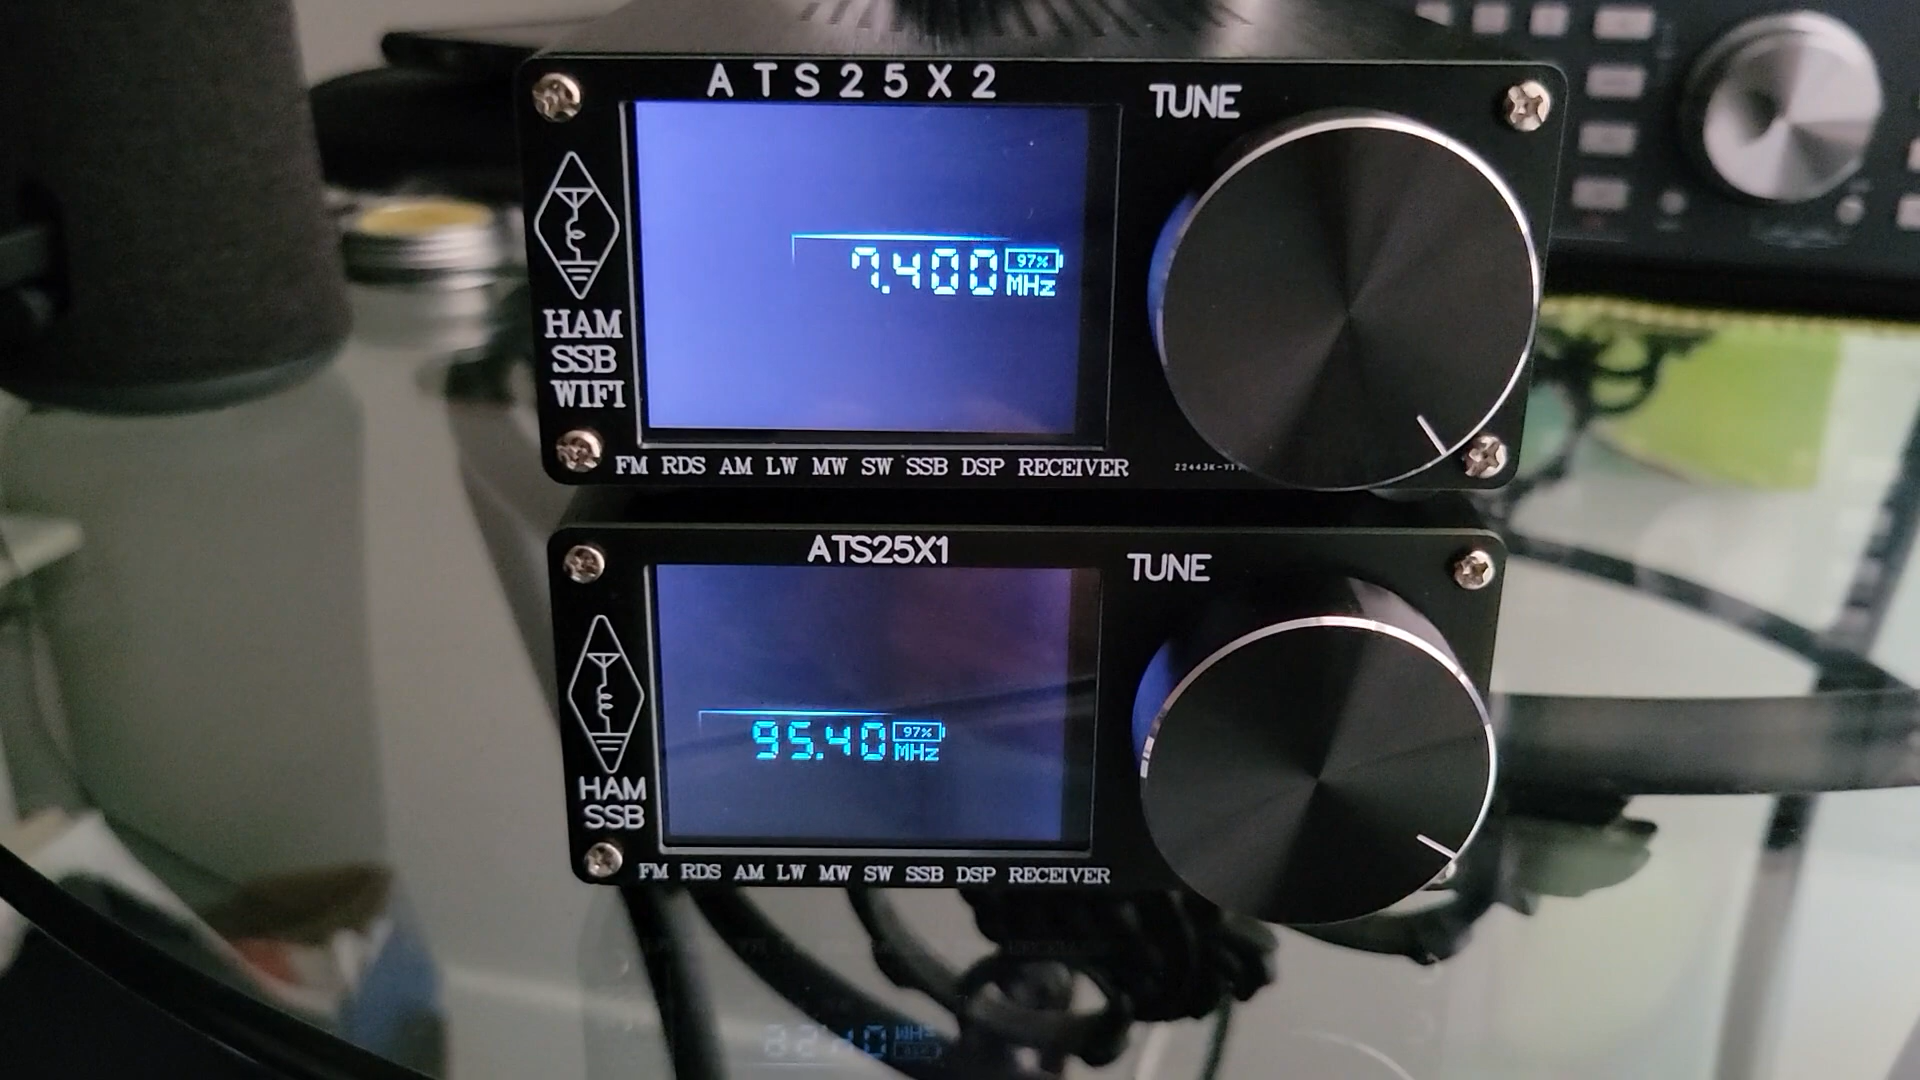 ATS25X2
TUNE
97%
7.400 MHz
HAM
SSB
WIFI
FM RDS AM LW MW SW SSB DSP RECEIVER
ATS25X1
TUNE
97%
95.40 MHz
HAM
SSB
FM RDS AM LW MW SW SSB DSP RECEIVER